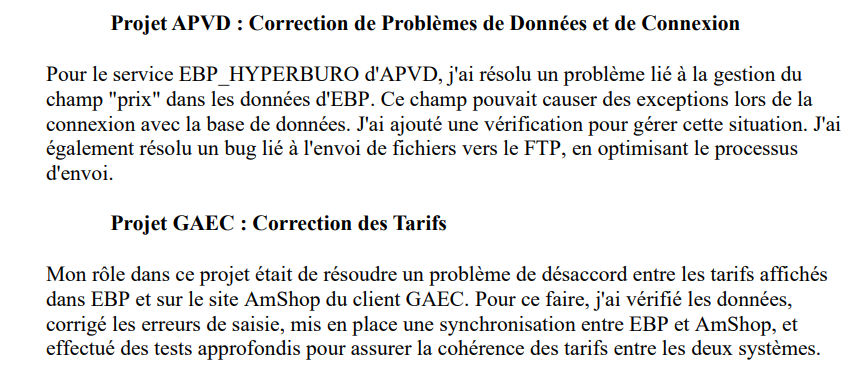 Projet APVD : Correction de Problèmes de Données et de Connexion
Pour le service EBP_HYPERBURO d'APVD, j'ai résolu un problème lié à la gestion du
champ "prix" dans les données d'EBP. Ce champ pouvait causer des exceptions lors de la
connexion avec la base de données. J'ai ajouté une vérification pour gérer cette situation. J'ai
également résolu un bug lié à l'envoi de fichiers vers le FTP, en optimisant le processus
d'envoi.
Projet GAEC : Correction des Tarifs
Mon rôle dans ce projet était de résoudre un problème de désaccord entre les tarifs affichés
dans EBP et sur le site AmShop du client GAEC. Pour ce faire, j'ai vérifié les données,
corrigé les erreurs de saisie, mis en place une synchronisation entre EBP et AmShop, et
effectué des tests approfondis pour assurer la cohérence des tarifs entre les deux systèmes.